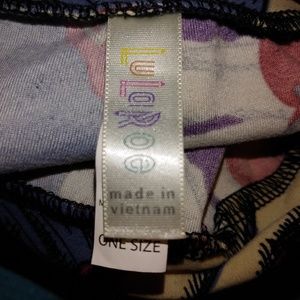 LuLaRoe
made in
vietnam
ONE SIZE